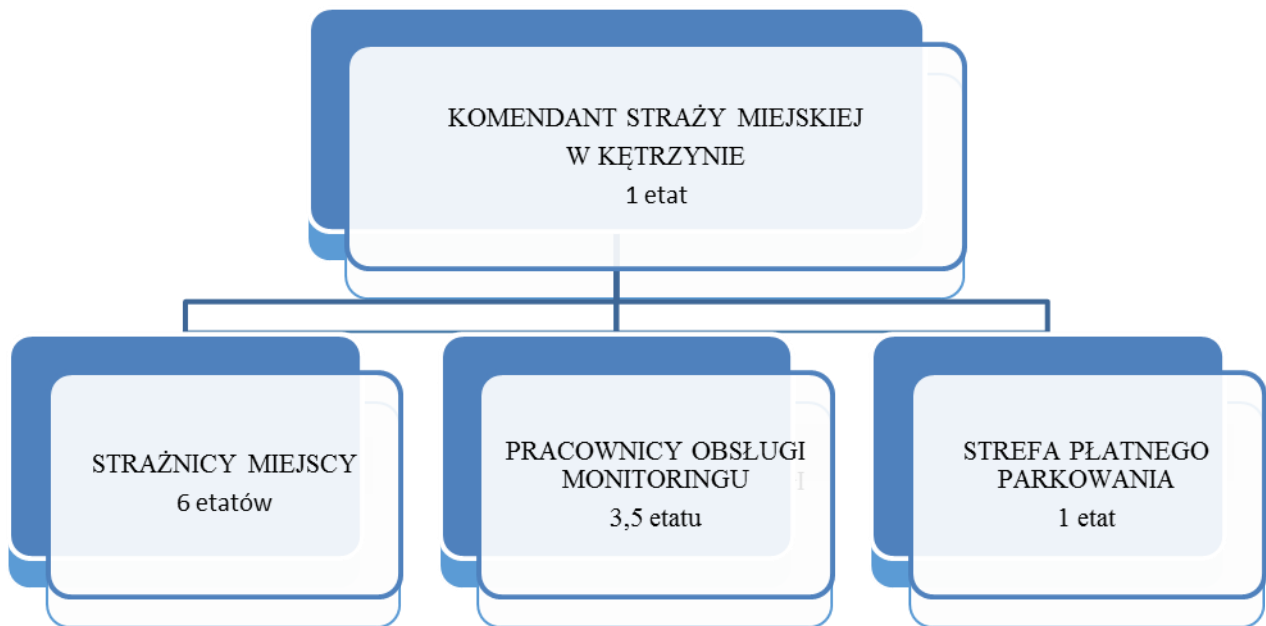 KOMENDANT STRAŻY MIEJSKIEJ
W KĘTRZYNIE
1 etat
STRAŻNICY MIEJSCY
6 etatów
PRACOWNICY OBSŁUGI
MONITORINGU
3,5 etatu
STREFA PŁATNEGO
PARKOWANIA
1 etat